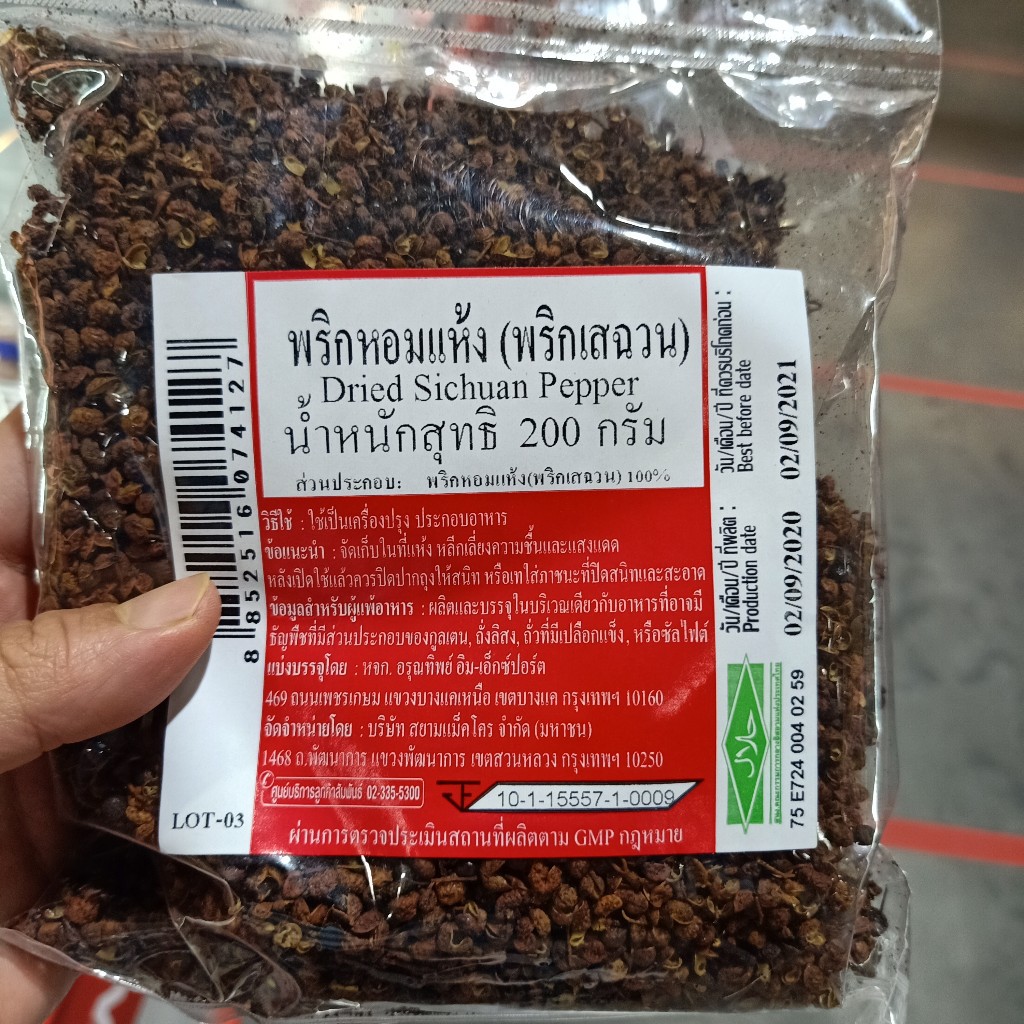 พริกหอมแห้ง (พริกเสฉวน)
Dried Sichuan Pepper
น้ำหนักสุทธิ 200 กรัม
ส่วนประกอบ: พริกหอมแห้ง(พริกเสฉวน) 100%
วิธีใช้ : ใช้เป็นเครื่องปรุง ประกอบอาหาร
ข้อแนะนำ : จัดเก็บในที่แห้ง หลีกเลี่ยงความชื้นและแสงแดด
หลังเปิดใช้แล้วควรปิดปากถุงให้สนิท หรือเทใส่ภาชนะที่ปิดสนิทและสะอาด
ข้อมูลสำหรับผู้แพ้อาหาร : ผลิตและบรรจุในบริเวณเดียวกับอาหารที่อาจมี
ธัญพืชที่มีส่วนประกอบของกูลเตน, ถั่งลิสง, ถั่วที่มีเปลือกแข็ง, หรือซัลไฟต์
แบ่งบรรจุโดย : หจก. อรุณทิพย์ อิม-เอ็กซ์ปอร์ต
469 ถนนเพชรเกษม แขวงบางแคเหนือ เขตบางแค กรุงเทพฯ 10160
จัดจำหน่ายโดย : บริษัท สยามแม็คโคร จำกัด (มหาชน)
1468 ถ.พัฒนาการ แขวงพัฒนาการ เขตสวนหลวง กรุงเทพฯ 10250
ศูนย์บริการลูกค้าสัมพันธ์ 02-335-5300
10-1-15557-1-0009
ผ่านการตรวจประเมินสถานที่ผลิตตาม GMP กฎหมาย
8 852516 074127
LOT-03
วัน/เดือน/ปี ที่ควรบริโภคก่อน :
Best before date
02/09/2021
วัน/เดือน/ปี ที่ผลิต :
Production date
02/09/2020
حلال
75 E724 004 02 59